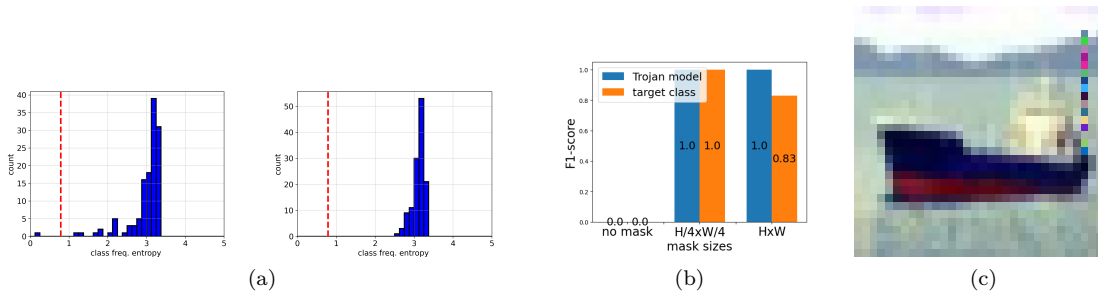 40
35
30
25
20
15
10
5
0
count
0 1 2 3 4 5
class freq. entropy
50
40
30
20
10
0
count
0 1 2 3 4 5
class freq. entropy
(a)
1.0
0.8
0.6
0.4
0.2
0.0
F1-score
Trojan model
target class
0.0 0.0
1.0 1.0
1.0 0.83
no mask H/4xW/4 HxW
mask sizes
(b)
(c)